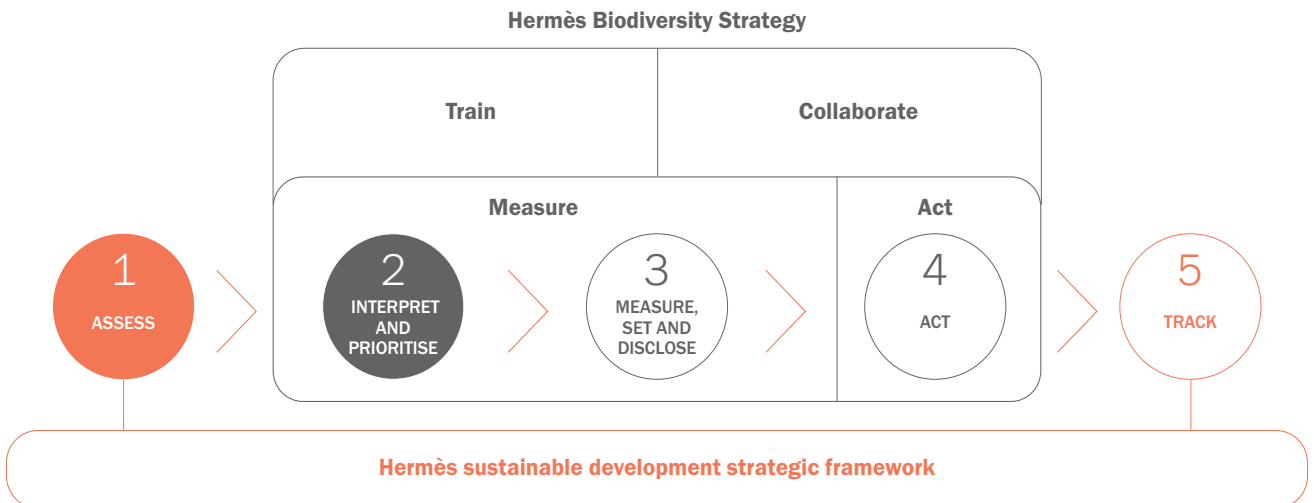 Hermès Biodiversity Strategy
Train
Collaborate
Measure
Act
1
ASSESS
2
INTERPRET
AND
PRIORITISE
3
MEASURE,
SET AND
DISCLOSE
4
ACT
5
TRACK
Hermès sustainable development strategic framework